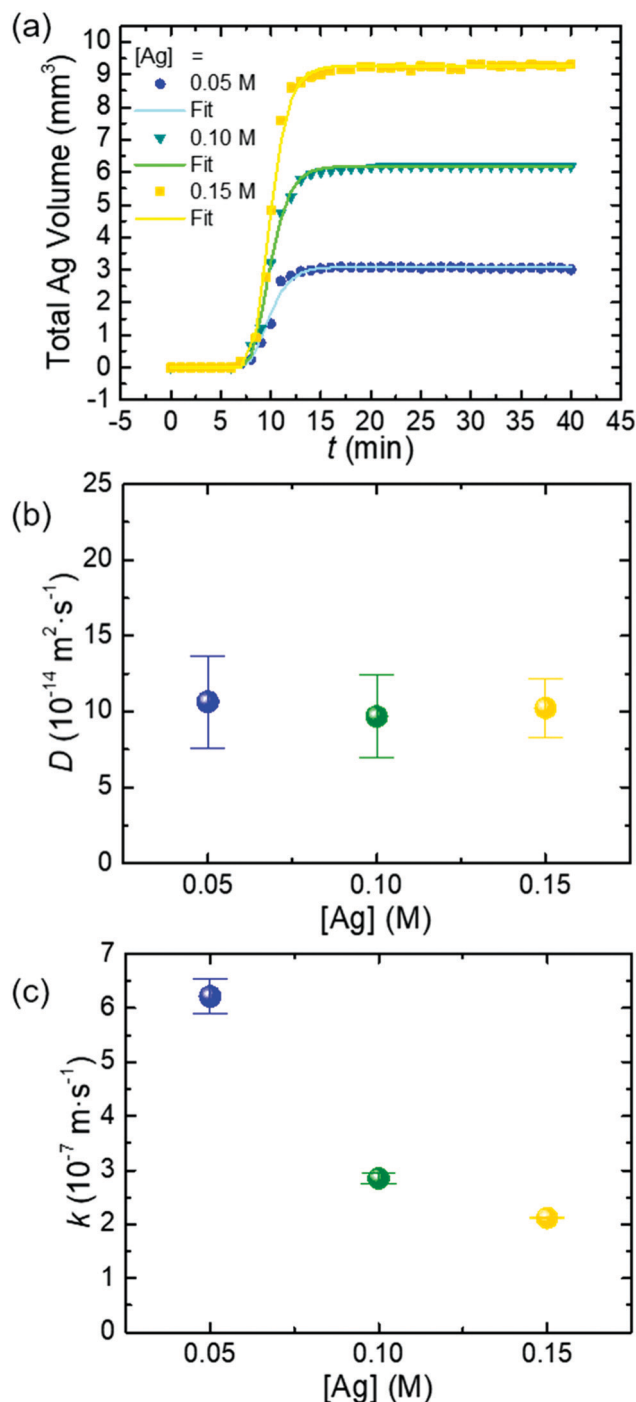 (a)
10
9
8
7
6
5
4
3
2
1
0
-1
Total Ag Volume (mm³)
[Ag] =
0.05 M
Fit
0.10 M
Fit
0.15 M
Fit
-5 0 5 10 15 20 25 30 35 40 45
t (min)
(b)
25
20
15
10
5
0
D (10⁻¹⁴ m²·s⁻¹)
0.05 0.10 0.15
[Ag] (M)
(c)
7
6
5
4
3
2
1
0
k (10⁻⁷ m·s⁻¹)
0.05 0.10 0.15
[Ag] (M)